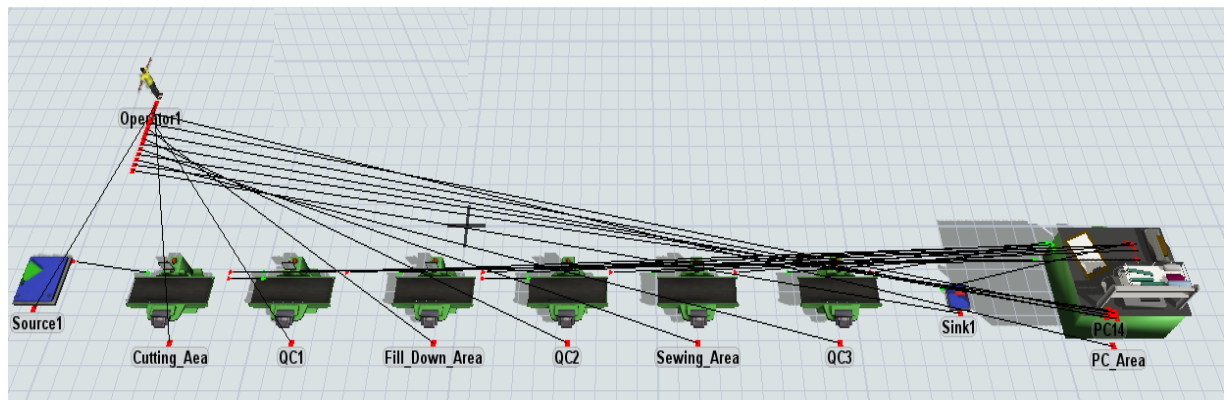 Operator1
Source1
Cutting_Aea
QC1
Fill_Down_Area
QC2
Sewing_Area
QC3
Sink1
PC14
PC_Area